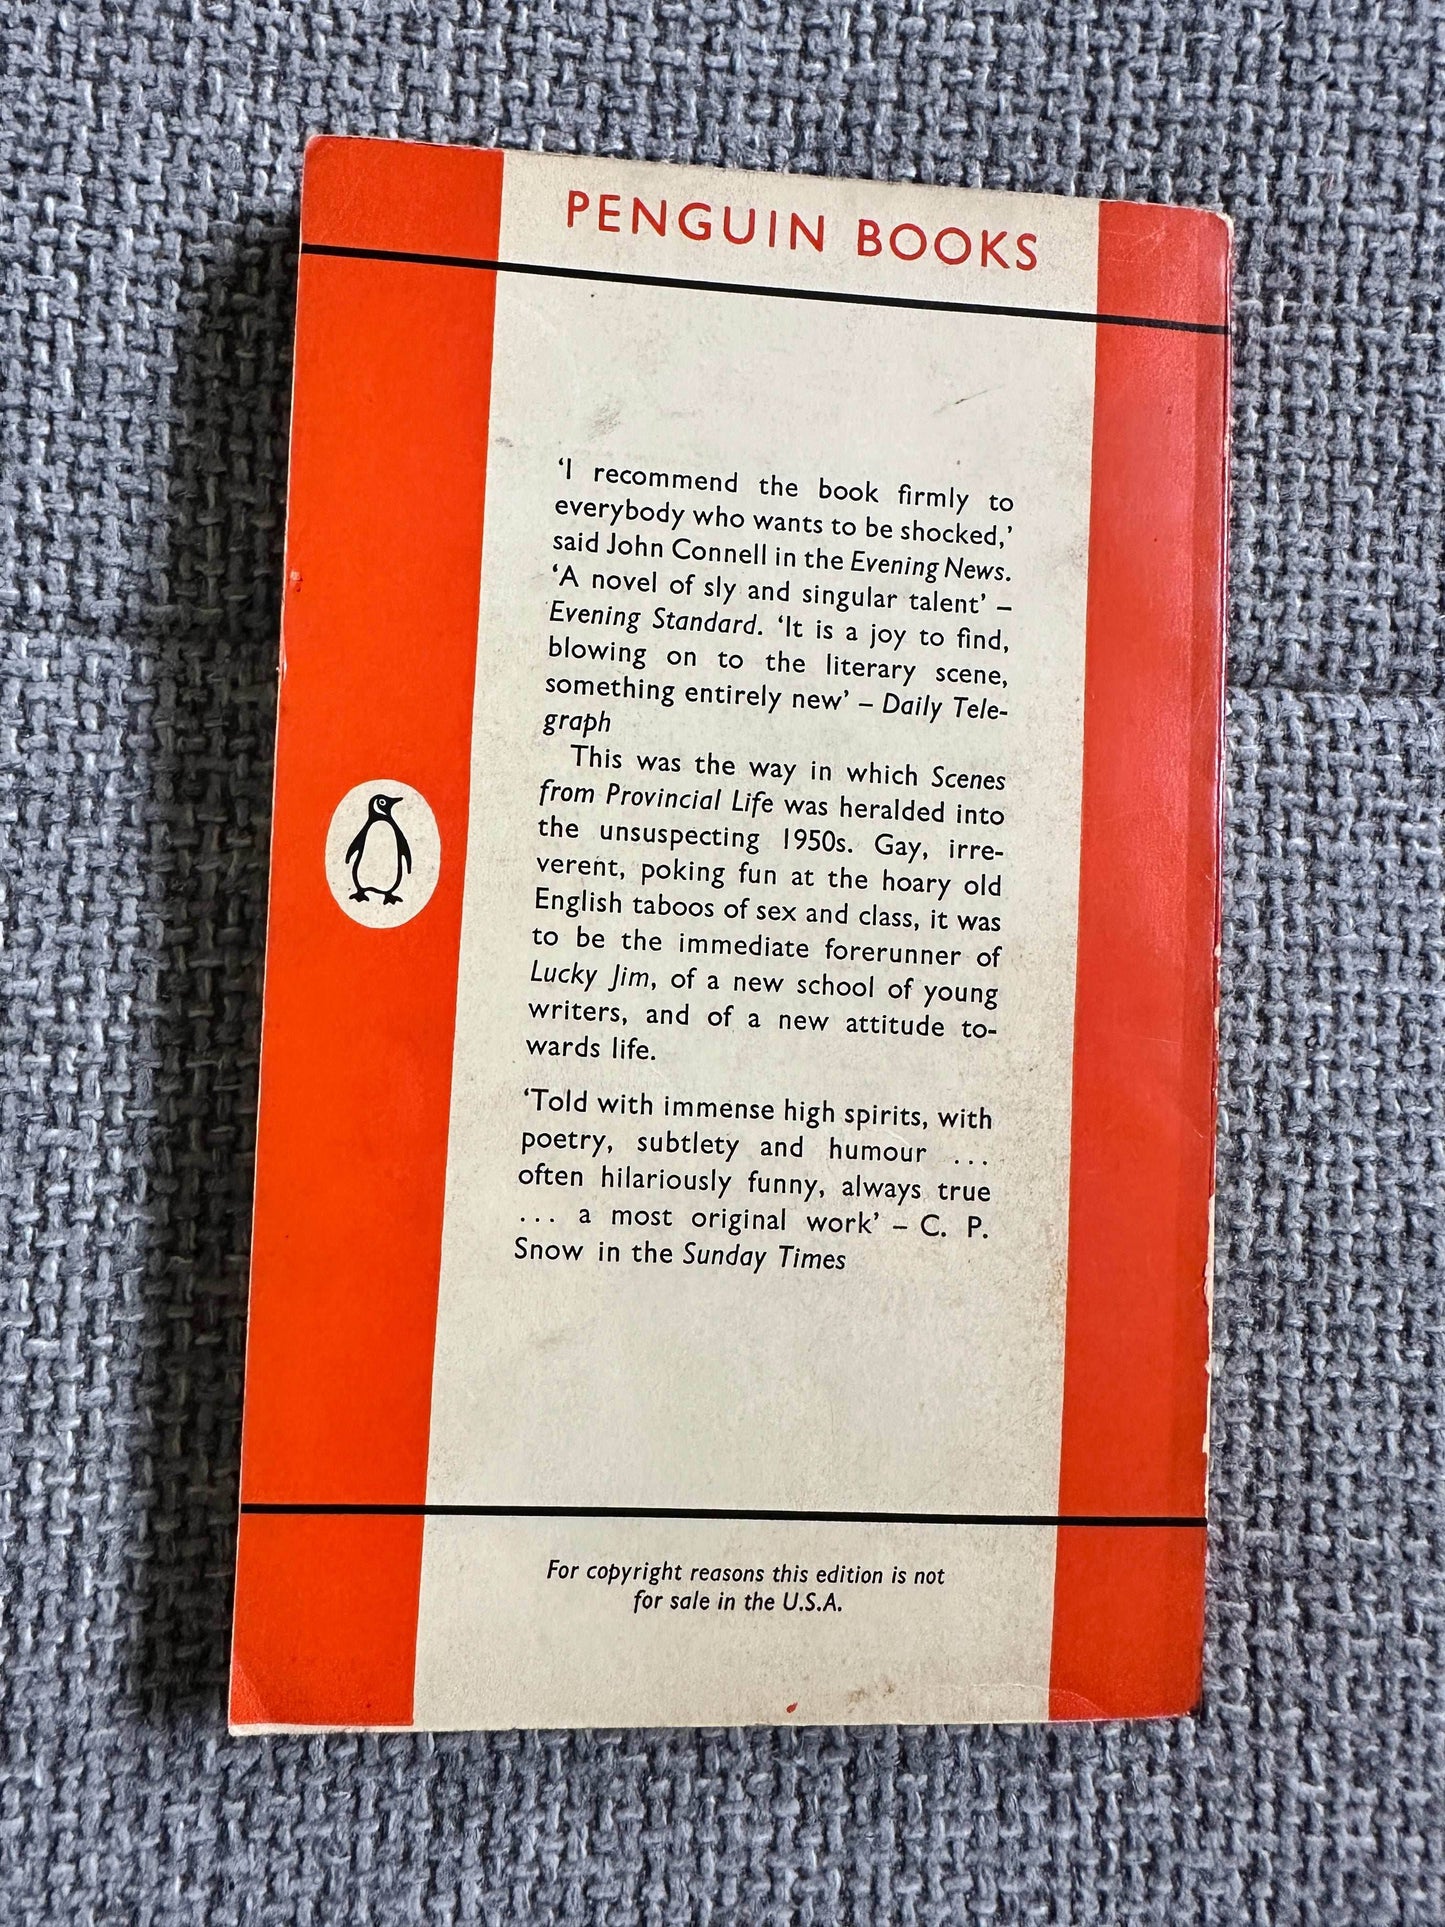 PENGUIN BOOKS
‘I recommend the book firmly to
everybody who wants to be shocked,’
said John Connell in the Evening News.
‘A novel of sly and singular talent’ –
Evening Standard. ‘It is a joy to find,
blowing on to the literary scene,
something entirely new’ – Daily Tele-
graph
This was the way in which Scenes
from Provincial Life was heralded into
the unsuspecting 1950s. Gay, irre-
verent, poking fun at the hoary old
English taboos of sex and class, it was
to be the immediate forerunner of
Lucky Jim, of a new school of young
writers, and of a new attitude to-
wards life.
‘Told with immense high spirits, with
poetry, subtlety and humour ...
often hilariously funny, always true
... a most original work’ – C. P.
Snow in the Sunday Times
For copyright reasons this edition is not
for sale in the U.S.A.